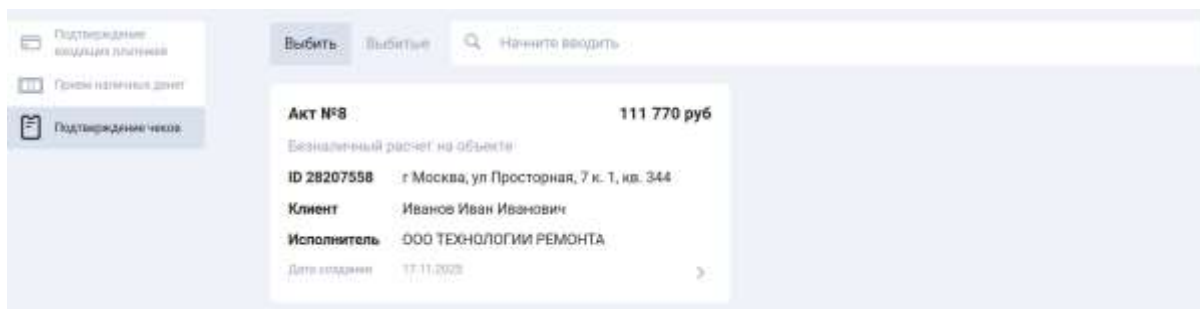 Подтверждение
входящих платежей
Прием наличных денег
Подтверждение чеков
Выбить Выбитые Начните вводить
Акт №8 111 770 руб
Безналичный расчет на объекте
ID 28207558 г Москва, ул Просторная, 7 к. 1, кв. 344
Клиент Иванов Иван Иванович
Исполнитель ООО ТЕХНОЛОГИИ РЕМОНТА
Дата создания 17.11.2025